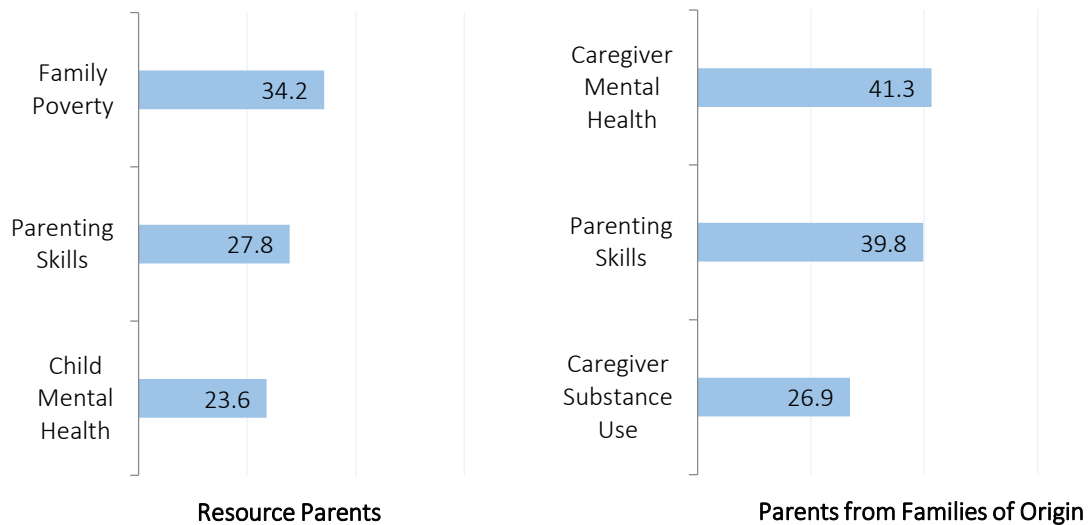 Family
Poverty
34.2
Parenting
Skills
27.8
Child
Mental
Health
23.6
Resource Parents
Caregiver
Mental
Health
41.3
Parenting
Skills
39.8
Caregiver
Substance
Use
26.9
Parents from Families of Origin